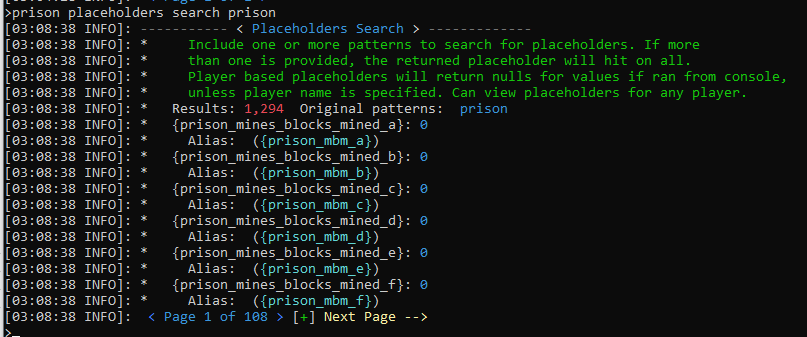 >prison placeholders search prison
[03:08:38 INFO]: ----------- < Placeholders Search > -------------
[03:08:38 INFO]: *     Include one or more patterns to search for placeholders. If more
[03:08:38 INFO]: *     than one is provided, the returned placeholder will hit on all.
[03:08:38 INFO]: *     Player based placeholders will return nulls for values if ran from console,
[03:08:38 INFO]: *     unless player name is specified. Can view placeholders for any player.
[03:08:38 INFO]: *   Results: 1,294  Original patterns:  prison
[03:08:38 INFO]: *   {prison_mines_blocks_mined_a}: 0
[03:08:38 INFO]: *     Alias:  ({prison_mbm_a})
[03:08:38 INFO]: *   {prison_mines_blocks_mined_b}: 0
[03:08:38 INFO]: *     Alias:  ({prison_mbm_b})
[03:08:38 INFO]: *   {prison_mines_blocks_mined_c}: 0
[03:08:38 INFO]: *     Alias:  ({prison_mbm_c})
[03:08:38 INFO]: *   {prison_mines_blocks_mined_d}: 0
[03:08:38 INFO]: *     Alias:  ({prison_mbm_d})
[03:08:38 INFO]: *   {prison_mines_blocks_mined_e}: 0
[03:08:38 INFO]: *     Alias:  ({prison_mbm_e})
[03:08:38 INFO]: *   {prison_mines_blocks_mined_f}: 0
[03:08:38 INFO]: *     Alias:  ({prison_mbm_f})
[03:08:38 INFO]:  < Page 1 of 108 > [+] Next Page -->
>